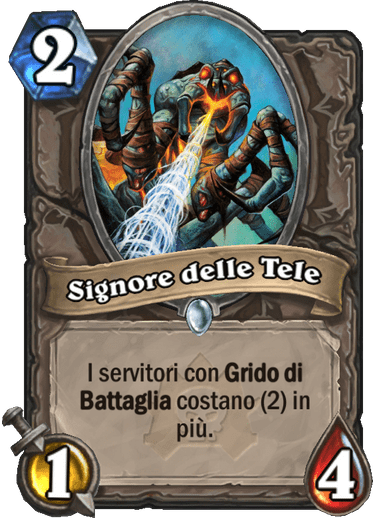 2
Signore delle Tele
I servitori con Grido di
Battaglia costano (2) in
più.
1
4